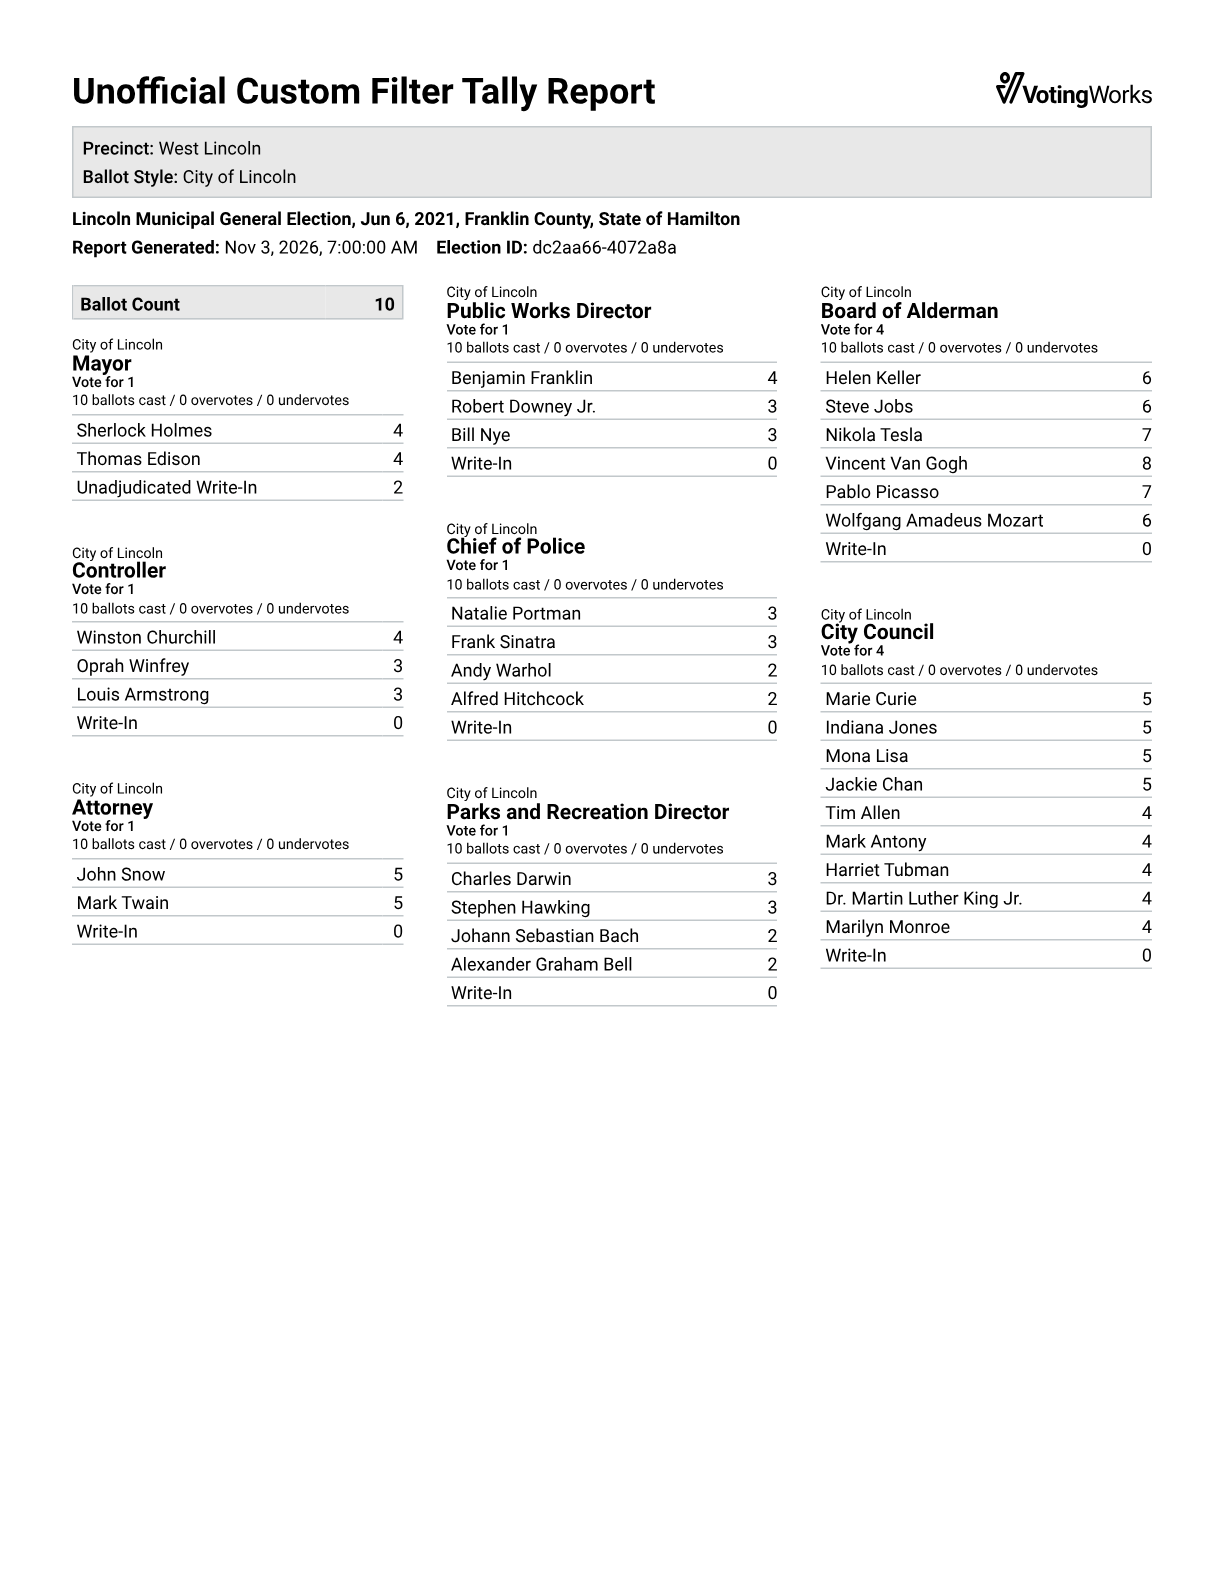 Unofficial Custom Filter Tally Report
VotingWorks
Precinct: West Lincoln
Ballot Style: City of Lincoln
Lincoln Municipal General Election, Jun 6, 2021, Franklin County, State of Hamilton
Report Generated: Nov 3, 2026, 7:00:00 AM Election ID: dc2aa66-4072a8a
Ballot Count 10
City of Lincoln
Mayor
Vote for 1
10 ballots cast / 0 overvotes / 0 undervotes
Sherlock Holmes 4
Thomas Edison 4
Unadjudicated Write-In 2
City of Lincoln
Controller
Vote for 1
10 ballots cast / 0 overvotes / 0 undervotes
Winston Churchill 4
Oprah Winfrey 3
Louis Armstrong 3
Write-In 0
City of Lincoln
Attorney
Vote for 1
10 ballots cast / 0 overvotes / 0 undervotes
John Snow 5
Mark Twain 5
Write-In 0
City of Lincoln
Public Works Director
Vote for 1
10 ballots cast / 0 overvotes / 0 undervotes
Benjamin Franklin 4
Robert Downey Jr. 3
Bill Nye 3
Write-In 0
City of Lincoln
Chief of Police
Vote for 1
10 ballots cast / 0 overvotes / 0 undervotes
Natalie Portman 3
Frank Sinatra 3
Andy Warhol 2
Alfred Hitchcock 2
Write-In 0
City of Lincoln
Parks and Recreation Director
Vote for 1
10 ballots cast / 0 overvotes / 0 undervotes
Charles Darwin 3
Stephen Hawking 3
Johann Sebastian Bach 2
Alexander Graham Bell 2
Write-In 0
City of Lincoln
Board of Alderman
Vote for 4
10 ballots cast / 0 overvotes / 0 undervotes
Helen Keller 6
Steve Jobs 6
Nikola Tesla 7
Vincent Van Gogh 8
Pablo Picasso 7
Wolfgang Amadeus Mozart 6
Write-In 0
City of Lincoln
City Council
Vote for 4
10 ballots cast / 0 overvotes / 0 undervotes
Marie Curie 5
Indiana Jones 5
Mona Lisa 5
Jackie Chan 5
Tim Allen 4
Mark Antony 4
Harriet Tubman 4
Dr. Martin Luther King Jr. 4
Marilyn Monroe 4
Write-In 0